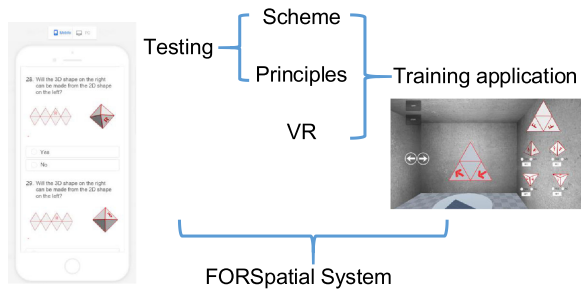 Mobile
PC
28. Will the 3D shape on the right
can be made from the 2D shape
on the left?
Yes
No
29. Will the 3D shape on the right
can be made from the 2D shape
on the left?
Testing
Scheme
Principles
VR
Training application
FORSpatial System